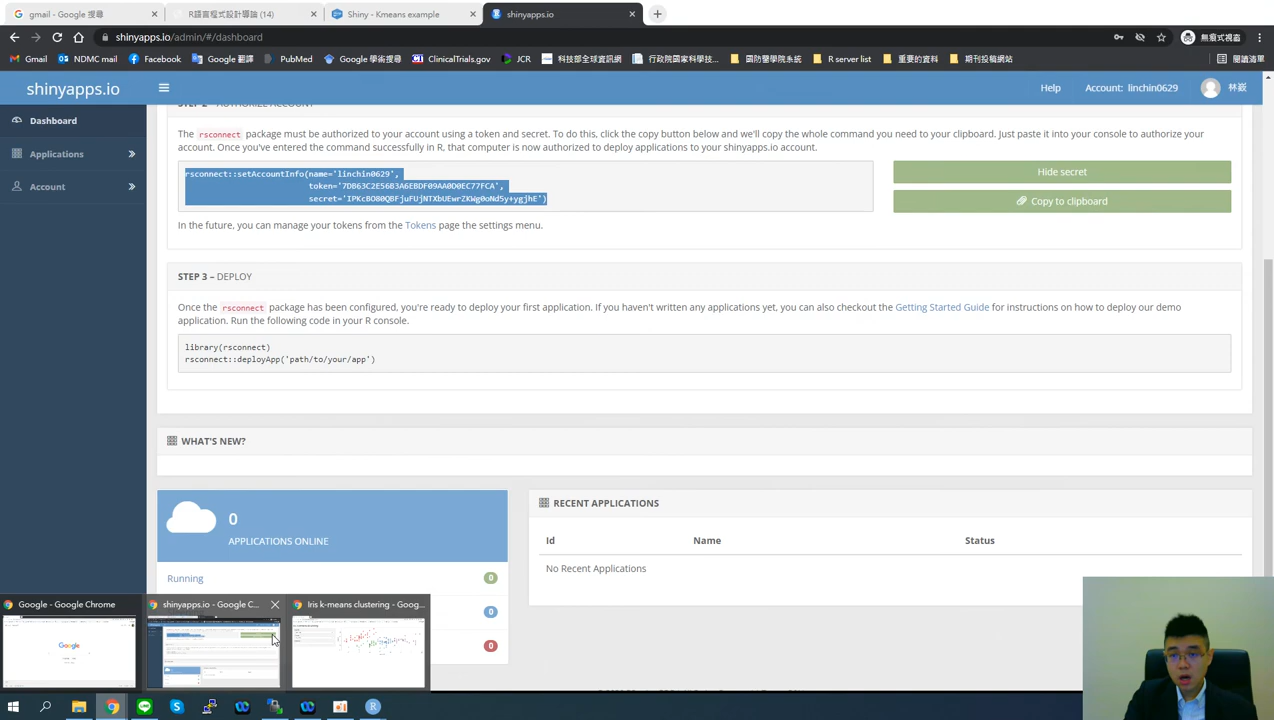 gmail - Google 搜尋
R語言程式設計導論 (14)
Shiny - Kmeans example
shinyapps.io
shinyapps.io/admin/#/dashboard
無痕式視窗
Gmail
NDMC mail
Facebook
Google 翻譯
PubMed
Google 學術搜尋
ClinicalTrials.gov
JCR
科技部全球資訊網
行政院國家科學技...
國防醫學院系統
R server list
重要的資料
期刊投稿網站
閱讀清單
shinyapps.io
Help
Account: linchin0629
林嶔
Dashboard
Applications
Account
STEP 2 – AUTHORIZE ACCOUNT
The rsconnect package must be authorized to your account using a token and secret. To do this, click the copy button below and we'll copy the whole command you need to your clipboard. Just paste it into your console to authorize your
account. Once you've entered the command successfully in R, that computer is now authorized to deploy applications to your shinyapps.io account.
rsconnect::setAccountInfo(name='linchin0629',
token='7DB63C2E56B3A6EBDF09AA0D0EC77FCA',
secret='IPKcBO80QBFjuFUjNTXbUEwrZKWg0oNd5y+ygjhE')
Hide secret
Copy to clipboard
In the future, you can manage your tokens from the Tokens page the settings menu.
STEP 3 – DEPLOY
Once the rsconnect package has been configured, you're ready to deploy your first application. If you haven't written any applications yet, you can also checkout the Getting Started Guide for instructions on how to deploy our demo
application. Run the following code in your R console.
library(rsconnect)
rsconnect::deployApp('path/to/your/app')
WHAT'S NEW?
0
APPLICATIONS ONLINE
Running 0
0
0
RECENT APPLICATIONS
Id Name Status
No Recent Applications
Google - Google Chrome
shinyapps.io - Google C...
Iris k-means clustering - Goog...
Google